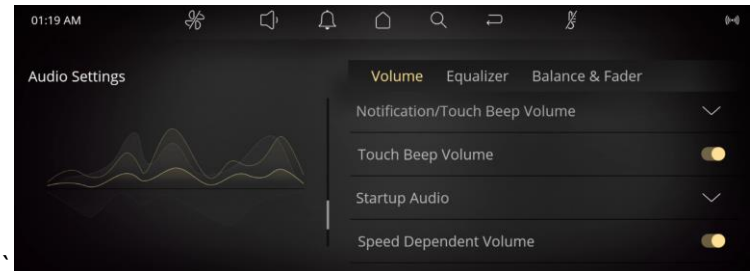 01:19 AM
Audio Settings
Volume Equalizer Balance & Fader
Notification/Touch Beep Volume
Touch Beep Volume
Startup Audio
Speed Dependent Volume
`